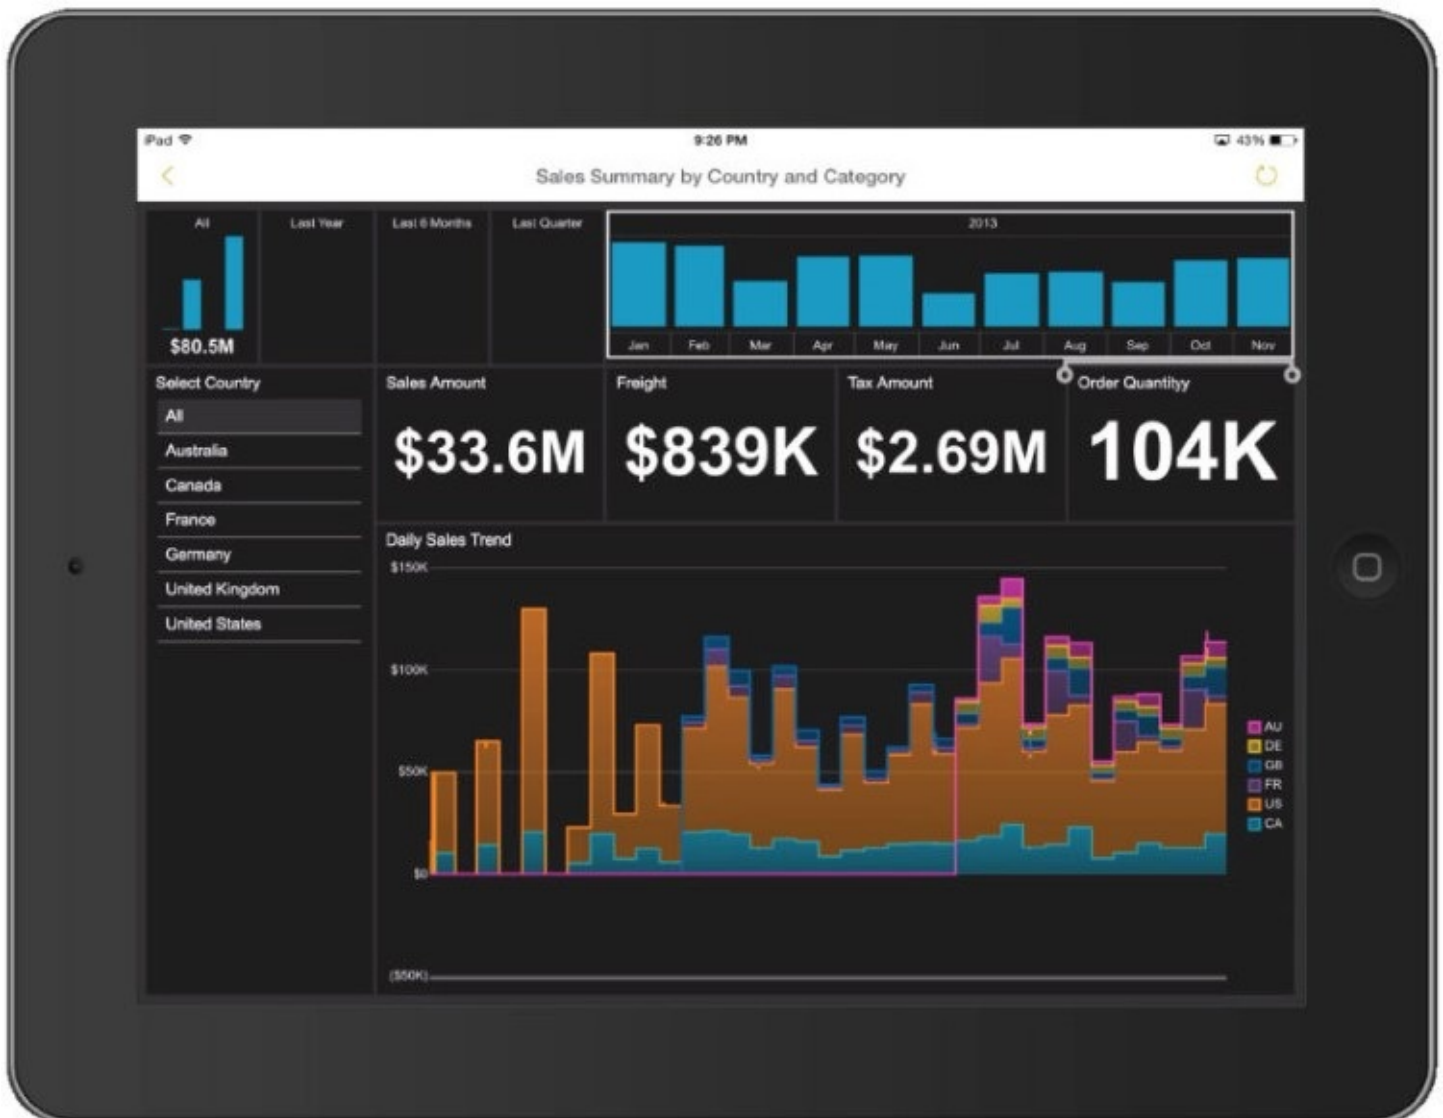 iPad 9:26 PM 43%
Sales Summary by Country and Category
All Last Year Last 6 Months Last Quarter 2013
$80.5M Jan Feb Mar Apr May Jun Jul Aug Sep Oct Nov
Select Country
All
Australia
Canada
France
Germany
United Kingdom
United States
Sales Amount
$33.6M
Freight
$839K
Tax Amount
$2.69M
Order Quantityy
104K
Daily Sales Trend
$150K
$100K
$50K
$0
($50K)
AU
DE
GB
FR
US
CA